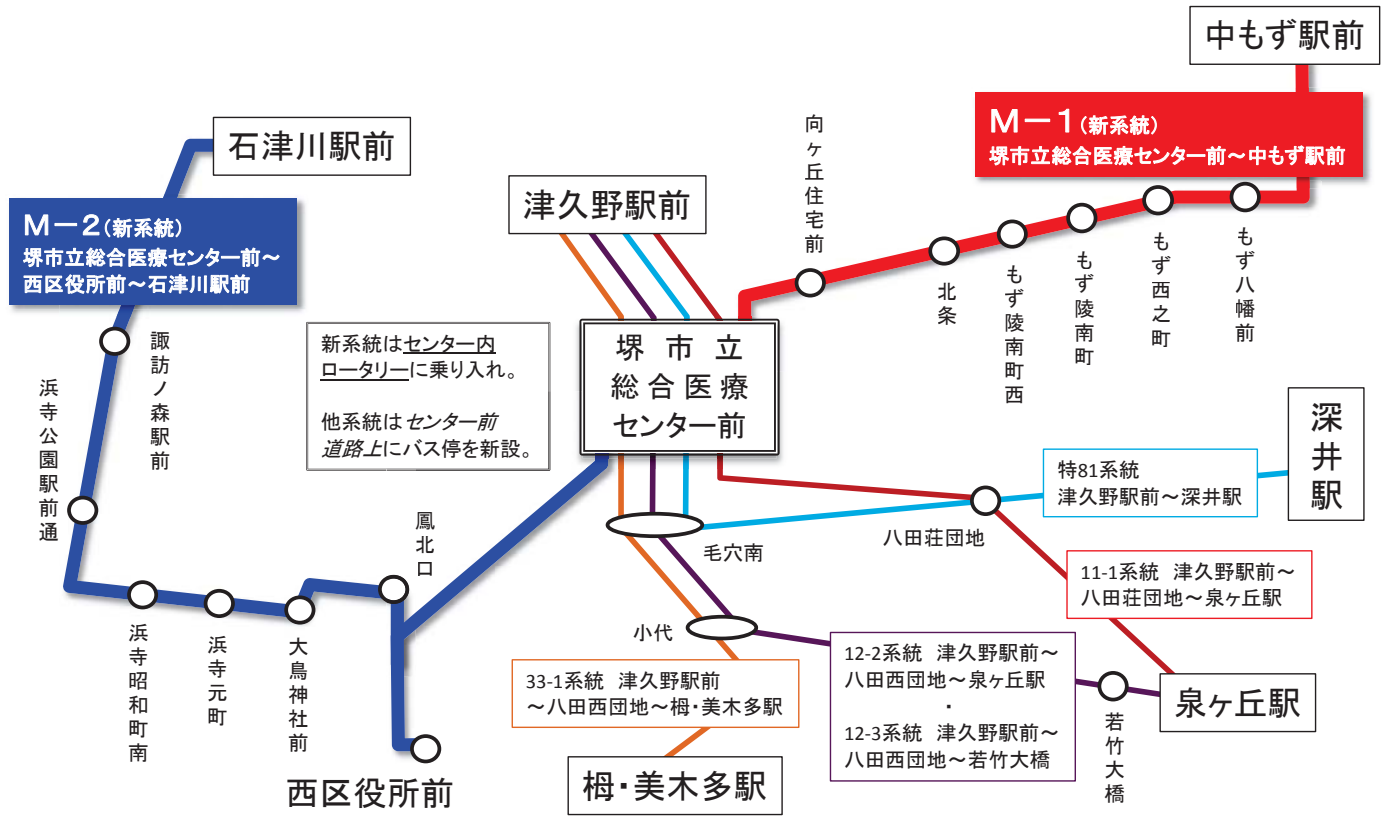 中もず駅前
M－1(新系統)
堺市立総合医療センター前～中もず駅前
石津川駅前
M－2(新系統)
堺市立総合医療センター前～
西区役所前～石津川駅前
津久野駅前
向ヶ丘住宅前
北条
もず陵南町西
もず陵南町
もず西之町
もず八幡前
諏訪ノ森駅前
浜寺公園駅前通
新系統はセンター内
ロータリーに乗り入れ。
他系統はセンター前
道路上にバス停を新設。
堺市立
総合医療
センター前
深井駅
特81系統
津久野駅前～深井駅
鳳北口
毛穴南
八田荘団地
11-1系統 津久野駅前～
八田荘団地～泉ヶ丘駅
浜寺昭和町南
浜寺元町
大鳥神社前
小代
33-1系統 津久野駅前
～八田西団地～栂・美木多駅
12-2系統 津久野駅前～
八田西団地～泉ヶ丘駅
・
12-3系統 津久野駅前～
八田西団地～若竹大橋
若竹大橋
泉ヶ丘駅
西区役所前
栂・美木多駅